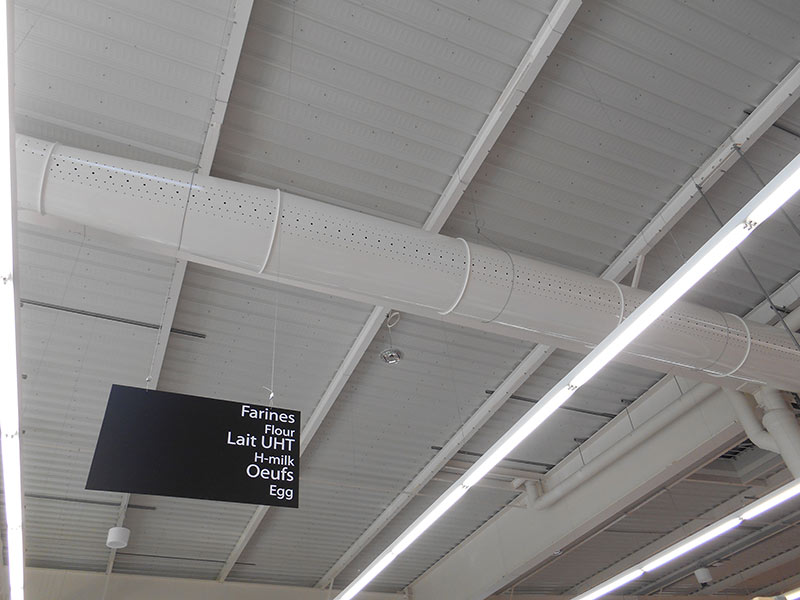 Farines
Flour
Lait UHT
H-milk
Oeufs
Egg